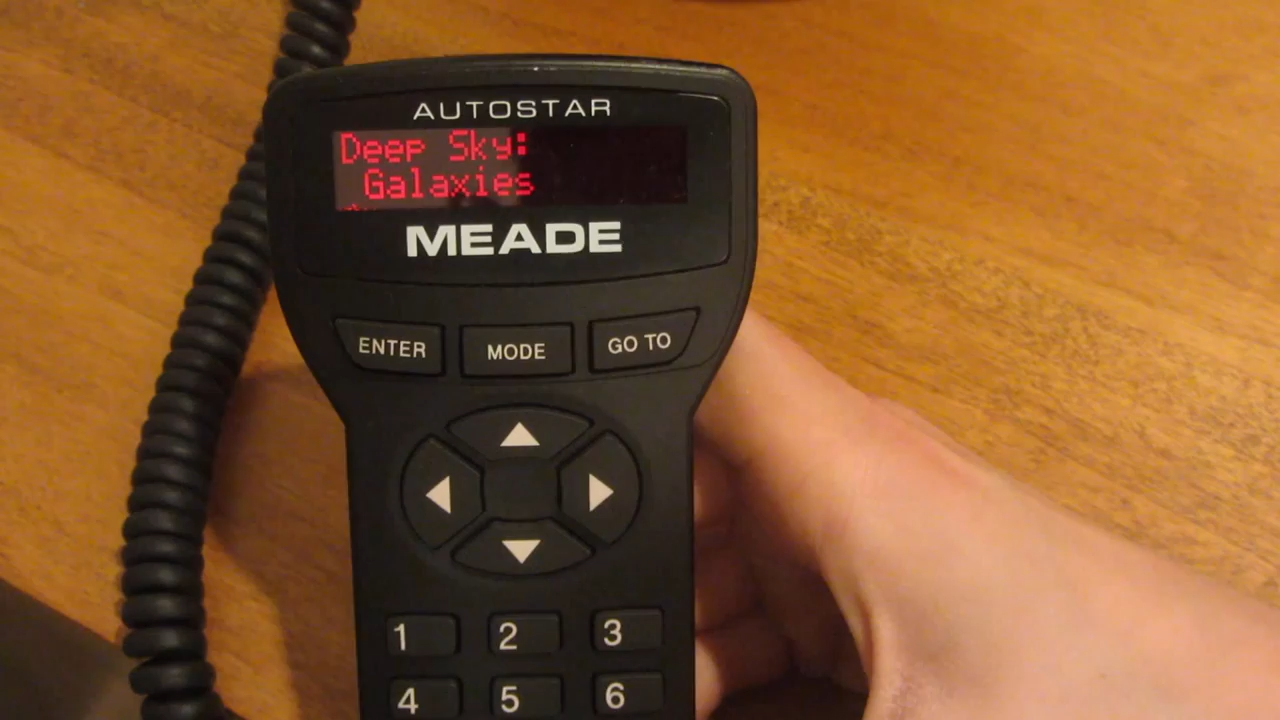 AUTOSTAR
Deep Sky:
Galaxies
MEADE
ENTER MODE GO TO
1 2 3
4 5 6